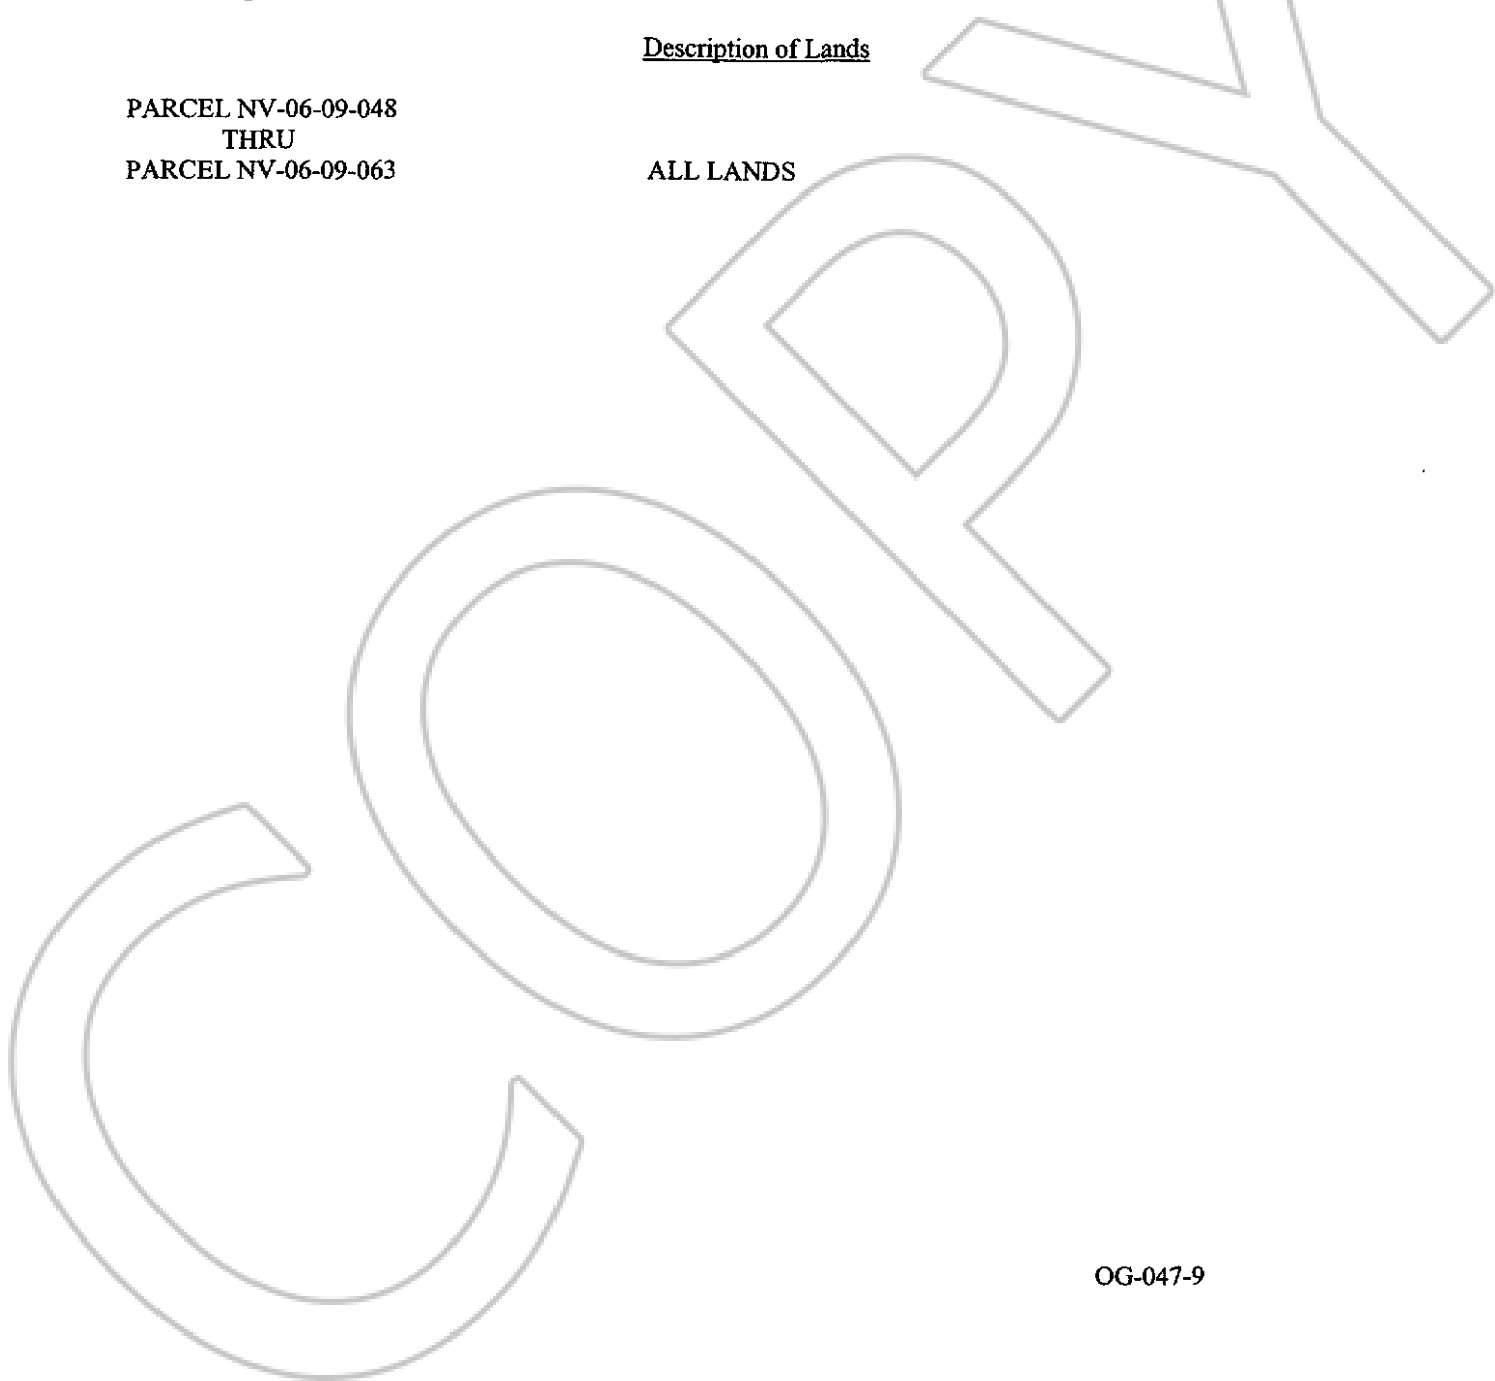 Description of Lands
PARCEL NV-06-09-048
THRU
PARCEL NV-06-09-063 ALL LANDS
COPY
OG-047-9